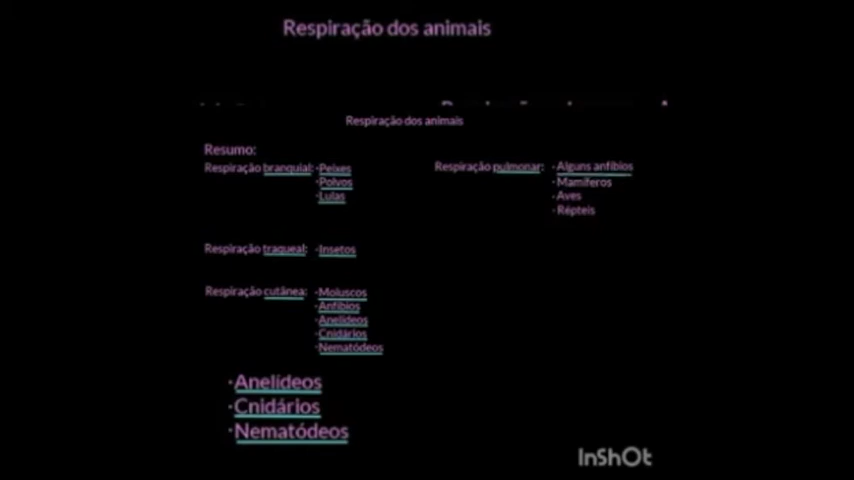 Respiração dos animais
Respiração dos animais
Resumo:
Respiração branquial: ·Peixes
·Polvos
·Lulas
Respiração traqueal: ·Insetos
Respiração cutânea: ·Moluscos
·Anfíbios
·Anelídeos
·Cnidários
·Nematódeos
Respiração pulmonar: ·Alguns anfíbios
·Mamíferos
·Aves
·Répteis
·Anelídeos
·Cnidários
·Nematódeos
InShOt